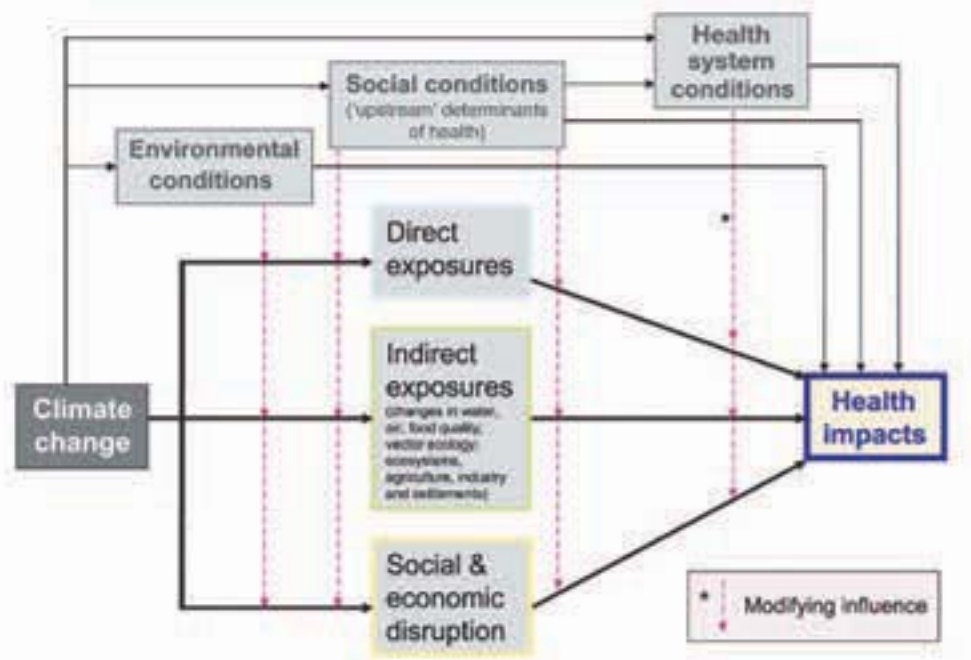 Health
system
conditions
Social conditions
('upstream' determinants
of health)
Environmental
conditions
*
Direct
exposures
Indirect
exposures
(changes in water,
air, food quality,
vector ecology;
ecosystems,
agriculture, industry
and settlements)
Climate
change
Health
impacts
Social &
economic
disruption
* Modifying influence